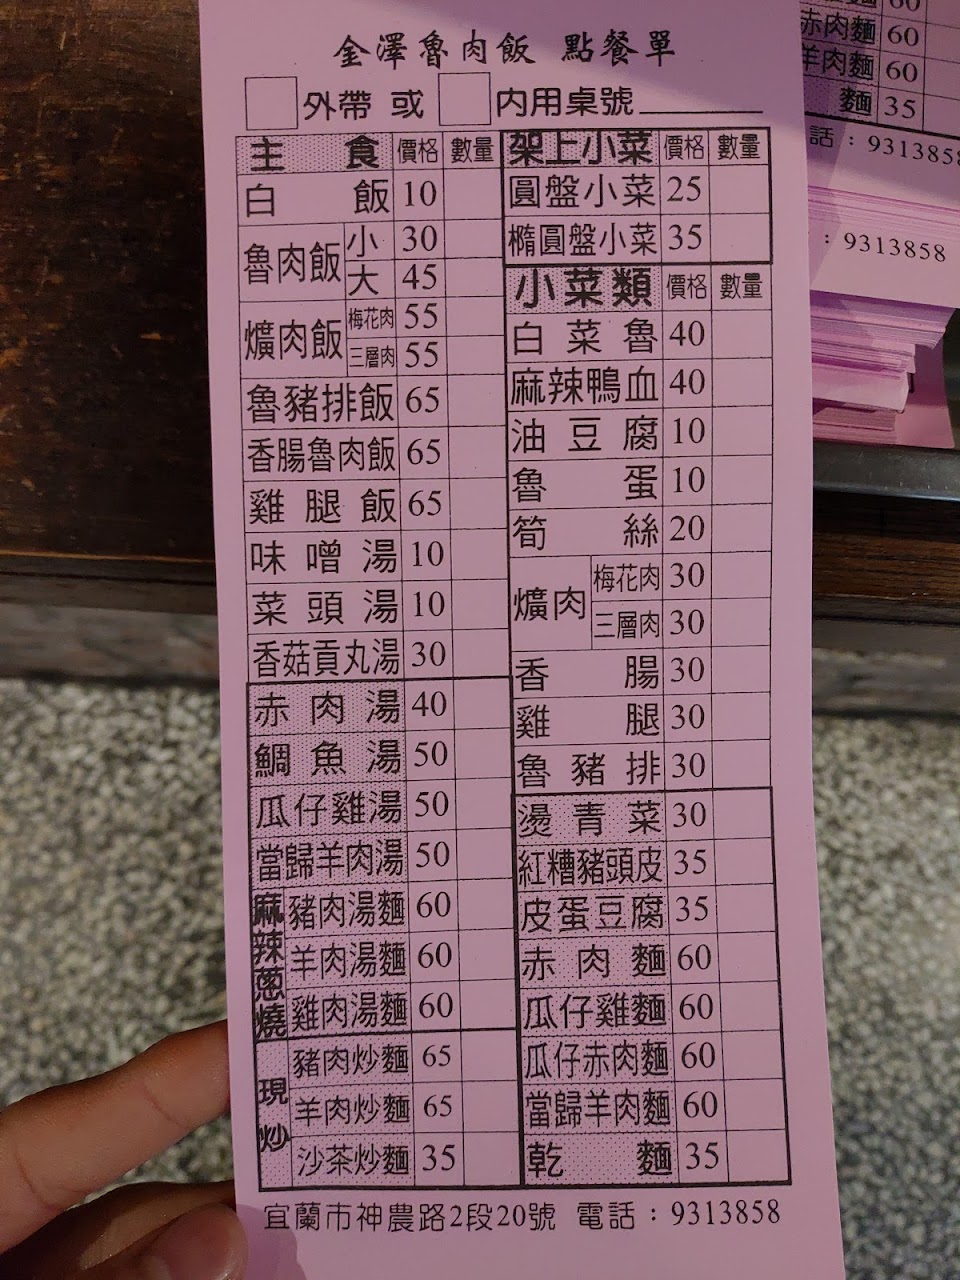 金澤魯肉飯 點餐單
外帶 或 內用桌號
主食 價格 數量
白飯 10
魯肉飯 小 30
大 45
爌肉飯 梅花肉 55
三層肉 55
魯豬排飯 65
香腸魯肉飯 65
雞腿飯 65
味噌湯 10
菜頭湯 10
香菇貢丸湯 30
赤肉湯 40
鯛魚湯 50
瓜仔雞湯 50
當歸羊肉湯 50
麻辣蔥燒
豬肉湯麵 60
羊肉湯麵 60
雞肉湯麵 60
現炒
豬肉炒麵 65
羊肉炒麵 65
沙茶炒麵 35
架上小菜 價格 數量
圓盤小菜 25
橢圓盤小菜 35
小菜類 價格 數量
白菜魯 40
麻辣鴨血 40
油豆腐 10
魯蛋 10
筍絲 20
爌肉 梅花肉 30
三層肉 30
香腸 30
雞腿 30
魯豬排 30
燙青菜 30
紅糟豬頭皮 35
皮蛋豆腐 35
赤肉麵 60
瓜仔雞麵 60
瓜仔赤肉麵 60
當歸羊肉麵 60
乾麵 35
宜蘭市神農路2段20號 電話：9313858
赤肉麵 60
羊肉麵 60
麵 35
話：9313858
：9313858